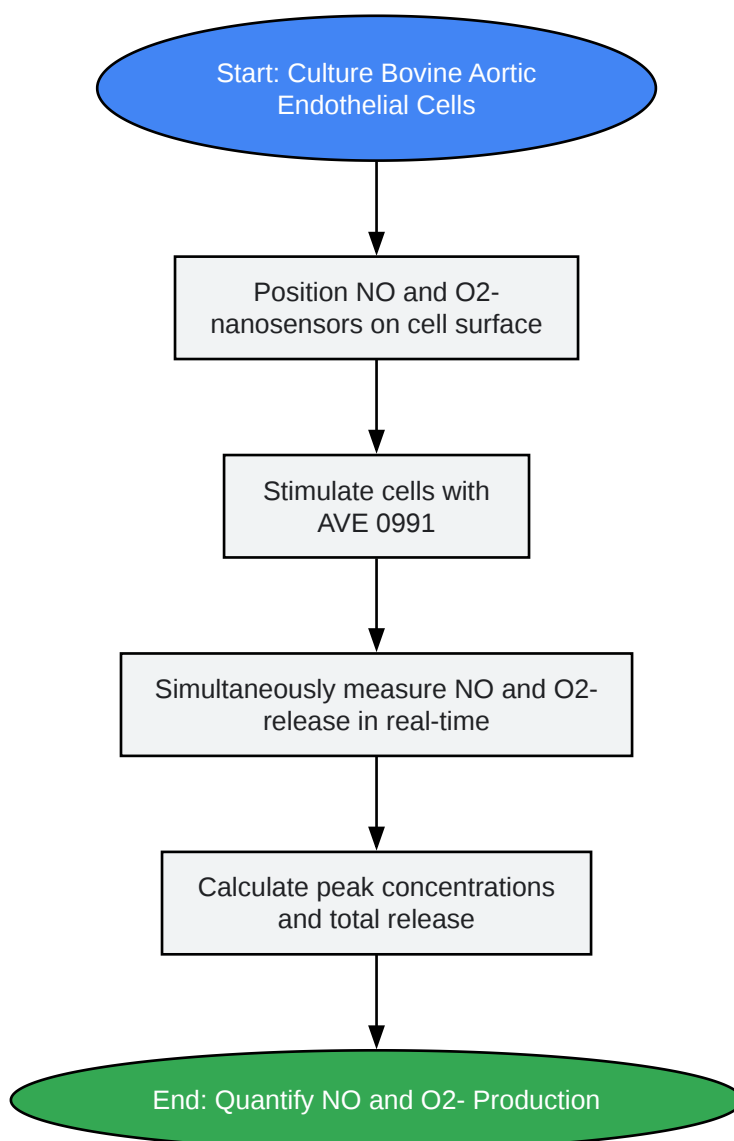 Start: Culture Bovine Aortic
Endothelial Cells
Position NO and O2-
nanosensors on cell surface
Stimulate cells with
AVE 0991
Simultaneously measure NO and O2-
release in real-time
Calculate peak concentrations
and total release
End: Quantify NO and O2- Production